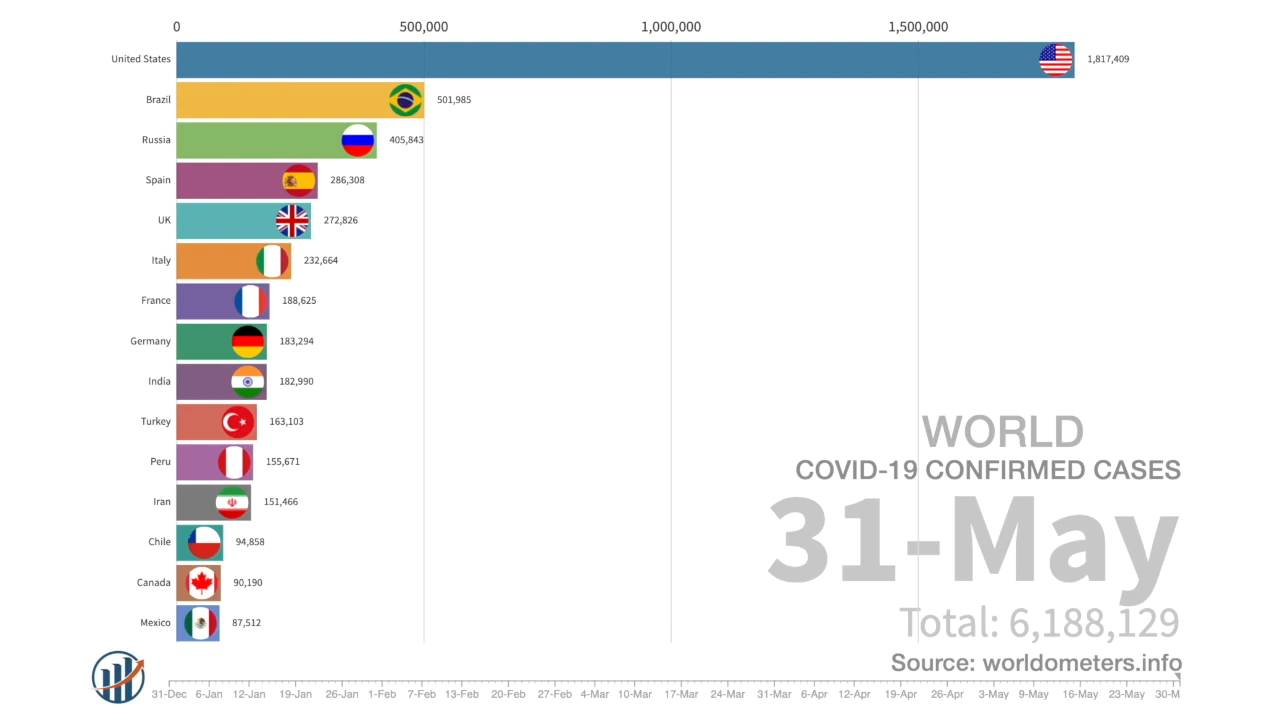 0 500,000 1,000,000 1,500,000
United States 1,817,409
Brazil 501,985
Russia 405,843
Spain 286,308
UK 272,826
Italy 232,664
France 188,625
Germany 183,294
India 182,990
Turkey 163,103
Peru 155,671
Iran 151,466
Chile 94,858
Canada 90,190
Mexico 87,512
WORLD
COVID-19 CONFIRMED CASES
31-May
Total: 6,188,129
Source: worldometers.info
31-Dec 6-Jan 12-Jan 19-Jan 26-Jan 1-Feb 7-Feb 13-Feb 20-Feb 27-Feb 4-Mar 10-Mar 17-Mar 24-Mar 31-Mar 6-Apr 12-Apr 19-Apr 26-Apr 3-May 9-May 16-May 23-May 30-M